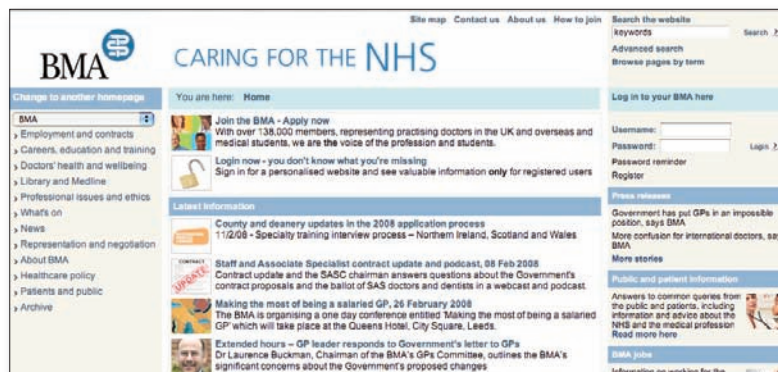 Site map Contact us About us How to join
Search the website
keywords
Search
Advanced search
Browse pages by term
BMA
CARING FOR THE NHS
Change to another homepage
BMA
Employment and contracts
Careers, education and training
Doctors' health and wellbeing
Library and Medline
Professional issues and ethics
What's on
News
Representation and negotiation
About BMA
Healthcare policy
Patients and public
Archive
You are here: Home
Join the BMA - Apply now
With over 138,000 members, representing practising doctors in the UK and overseas and
medical students, we are the voice of the profession and students.
Login now - you don't know what you're missing
Sign in for a personalised website and see valuable information only for registered users
Latest information
County and deanery updates in the 2008 application process
11/2/08 - Specialty training interview process – Northern Ireland, Scotland and Wales
CONTRACT
UPDATE
Staff and Associate Specialist contract update and podcast, 08 Feb 2008
Contract update and the SASC chairman answers questions about the Government's
contract proposals and the ballot of SAS doctors and dentists in a webcast and podcast.
Making the most of being a salaried GP, 26 February 2008
The BMA is organising a one day conference entitled 'Making the most of being a salaried
GP' which will take place at the Queens Hotel, City Square, Leeds.
Extended hours – GP leader responds to Government's letter to GPs
Dr Laurence Buckman, Chairman of the BMA's GPs Committee, outlines the BMA's
significant concerns about the Government's proposed changes
Log in to your BMA here
Username:
Password:
Login
Password reminder
Register
Press releases
Government has put GPs in an impossible
position, says BMA
More confusion for international doctors, say
BMA
More stories
Public and patient information
Answers to common queries from
the public and patients, including
information and advice about the
NHS and the medical profession
Read more here
BMA jobs
Information on working for the